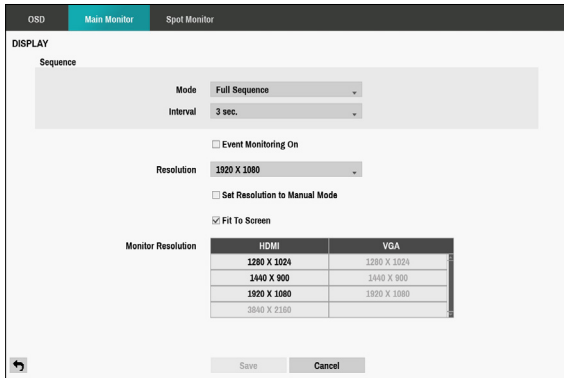 OSD Main Monitor Spot Monitor
DISPLAY
Sequence
Mode Full Sequence
Interval 3 sec.
Event Monitoring On
Resolution 1920 X 1080
Set Resolution to Manual Mode
Fit To Screen
Monitor Resolution HDMI VGA
1280 X 1024 1280 X 1024
1440 X 900 1440 X 900
1920 X 1080 1920 X 1080
3840 X 2160
Save Cancel